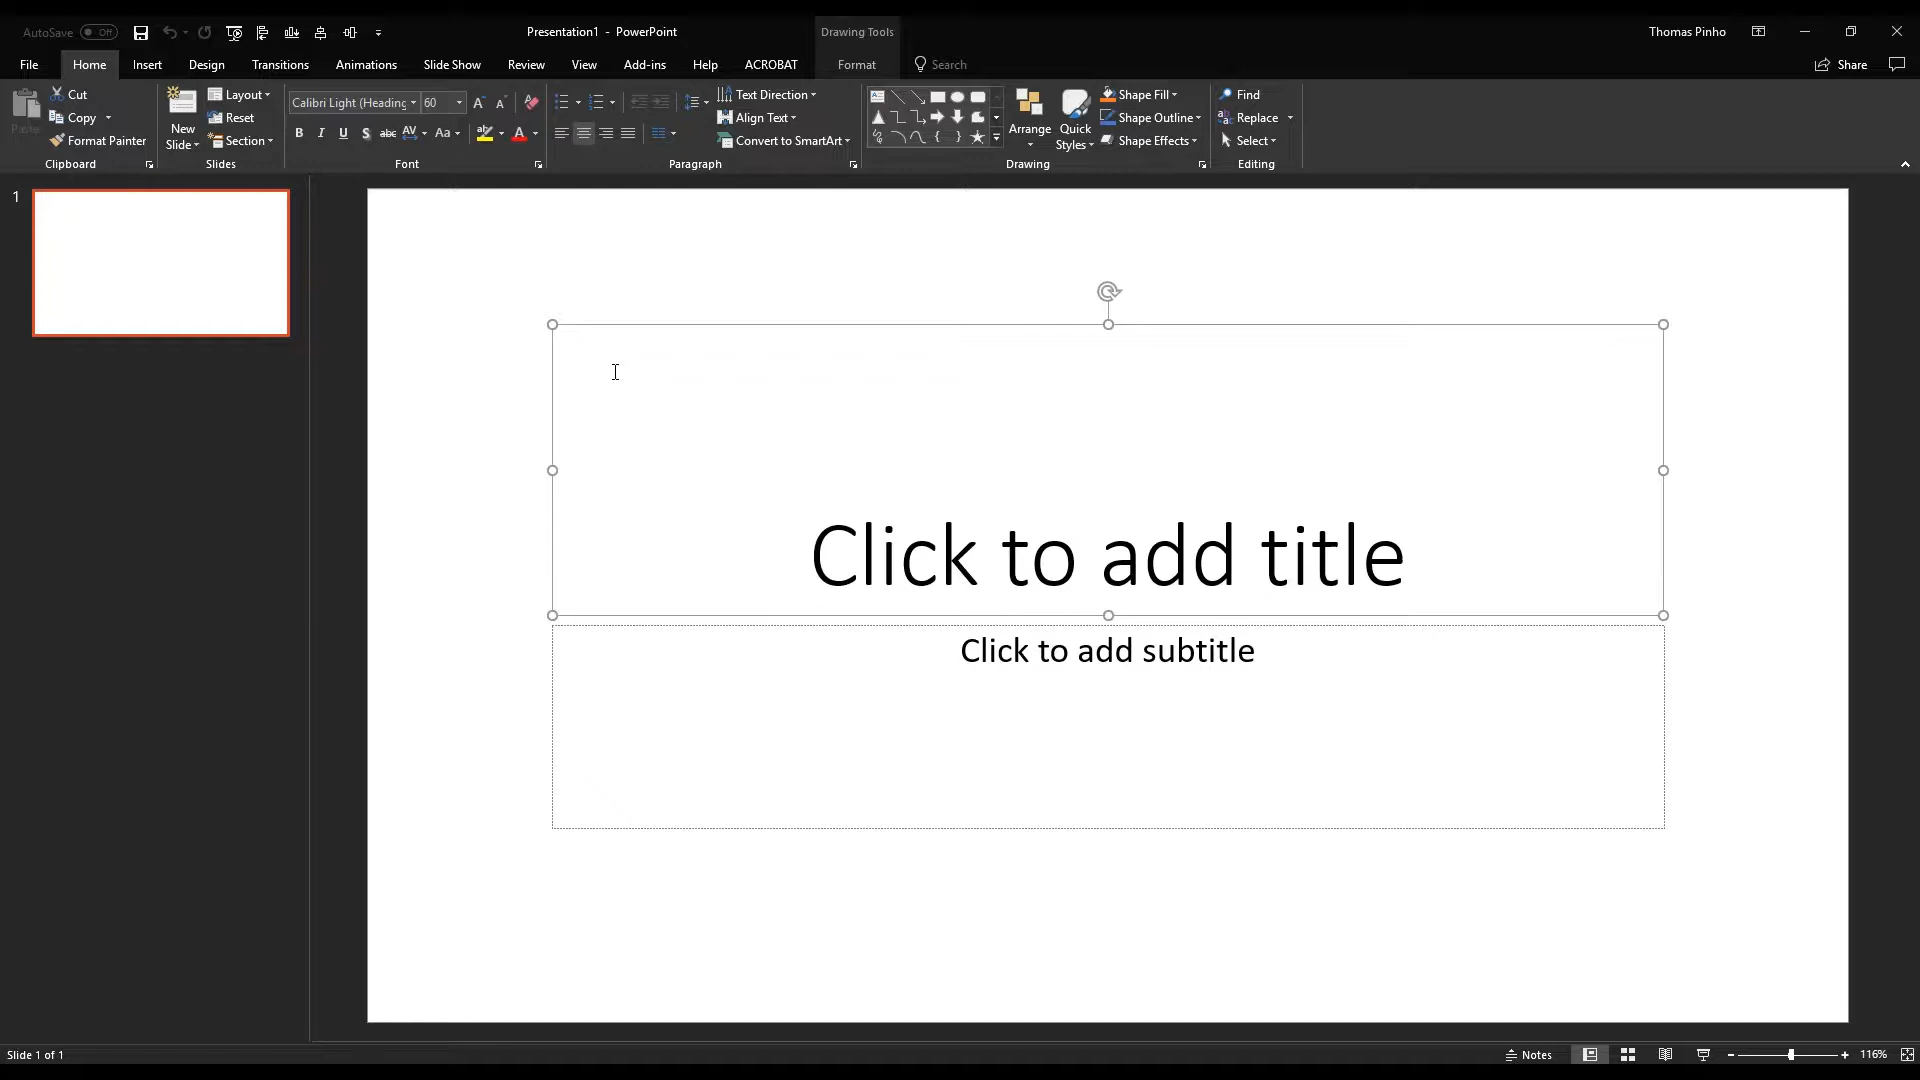 AutoSave Off Presentation1 - PowerPoint Drawing Tools Thomas Pinho
File Home Insert Design Transitions Animations Slide Show Review View Add-ins Help ACROBAT Format Search Share
Cut
Copy
Format Painter
Clipboard
New
Slide
Layout
Reset
Section
Slides
Calibri Light (Heading 60
Font
Text Direction
Align Text
Convert to SmartArt
Paragraph
Arrange
Quick
Styles
Shape Fill
Shape Outline
Shape Effects
Drawing
Find
Replace
Select
Editing
1
Click to add title
Click to add subtitle
Slide 1 of 1 Notes 116%